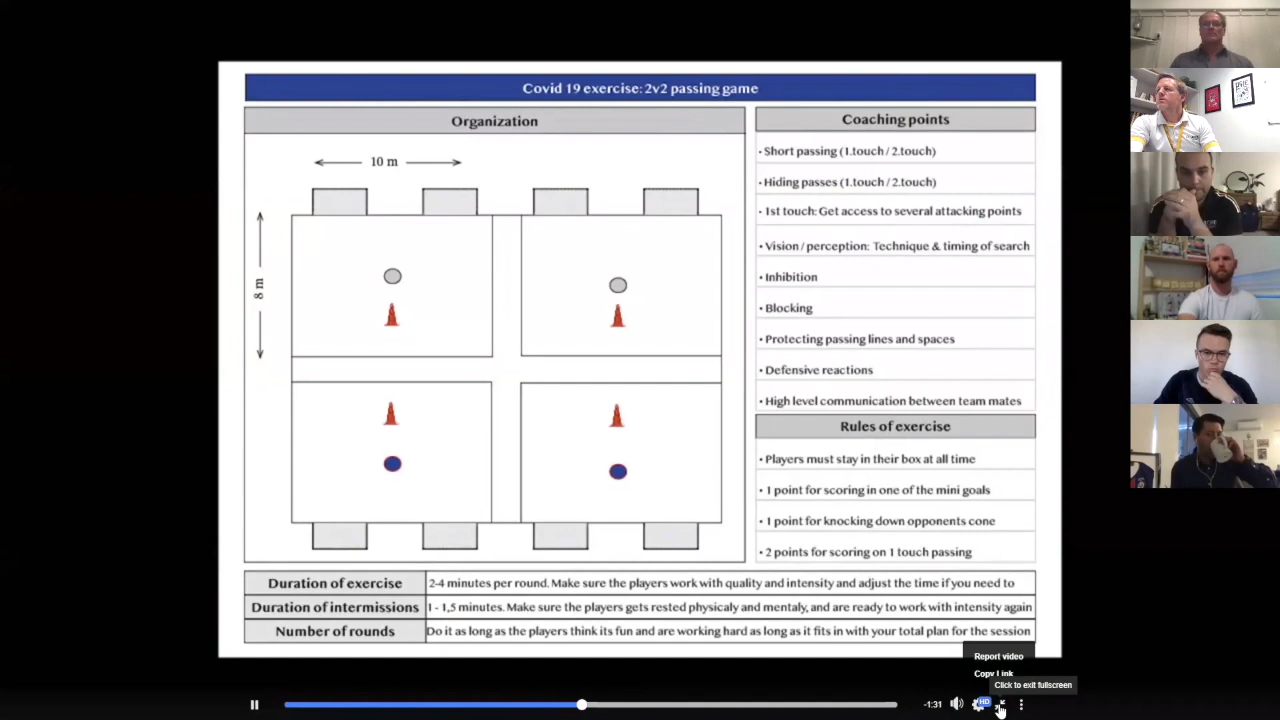 Covid 19 exercise: 2v2 passing game
Organization
10 m
8 m
Coaching points
• Short passing (1.touch / 2.touch)
• Hiding passes (1.touch / 2.touch)
• 1st touch: Get access to several attacking points
• Vision / perception: Technique & timing of search
• Inhibition
• Blocking
• Protecting passing lines and spaces
• Defensive reactions
• High level communication between team mates
Rules of exercise
• Players must stay in their box at all time
• 1 point for scoring in one of the mini goals
• 1 point for knocking down opponents cone
• 2 points for scoring on 1 touch passing
Duration of exercise 2-4 minutes per round. Make sure the players work with quality and intensity and adjust the time if you need to
Duration of intermissions 1 - 1,5 minutes. Make sure the players gets rested physicaly and mentaly, and are ready to work with intensity again
Number of rounds Do it as long as the players think its fun and are working hard as long as it fits in with your total plan for the session
Report video
Copy Link
Click to exit fullscreen
-1:31
HD